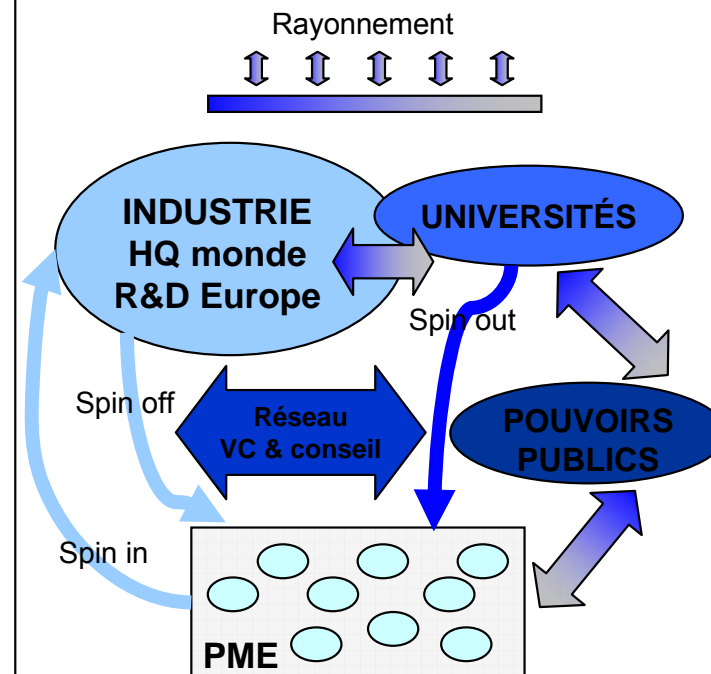 Rayonnement
INDUSTRIE
HQ monde
R&D Europe
UNIVERSITÉS
Spin out
Spin off
Réseau
VC & conseil
POUVOIRS
PUBLICS
Spin in
PME